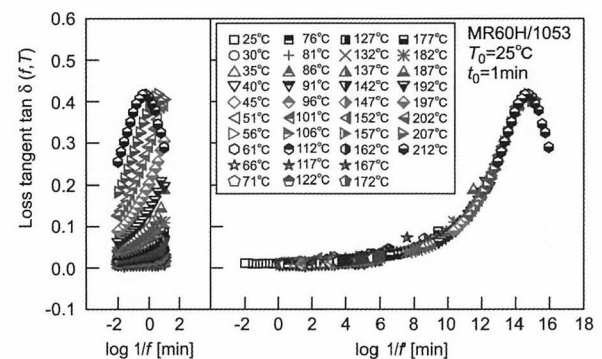 0.6
0.5
0.4
0.3
0.2
0.1
0.0
-0.1
Loss tangent tan δ (f,T)
25℃ 76℃ 127℃ 177℃
30℃ 81℃ 132℃ 182℃
35℃ 86℃ 137℃ 187℃
40℃ 91℃ 142℃ 192℃
45℃ 96℃ 147℃ 197℃
51℃ 101℃ 152℃ 202℃
56℃ 106℃ 157℃ 207℃
61℃ 112℃ 162℃ 212℃
66℃ 117℃ 167℃
71℃ 122℃ 172℃
MR60H/1053
T₀=25℃
t₀=1min
-2 0 2 -2 0 2 4 6 8 10 12 14 16 18
log 1/f [min] log 1/f' [min]